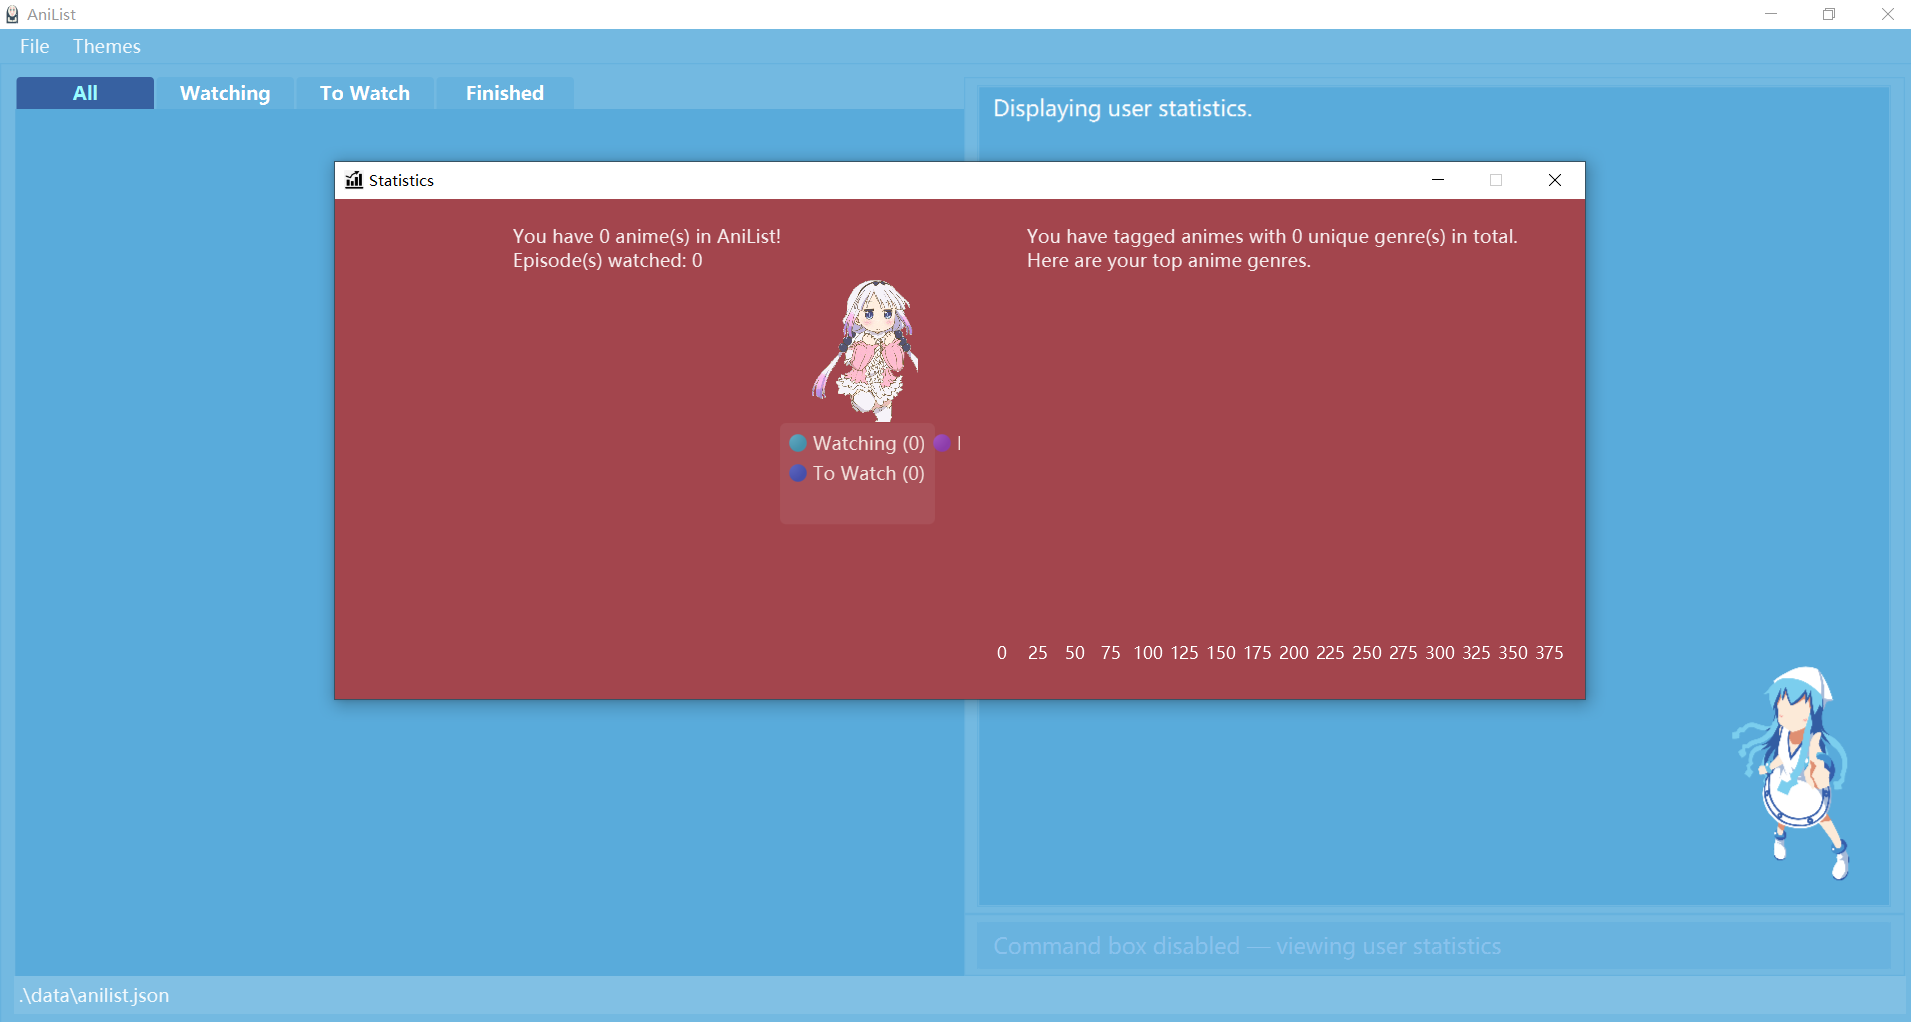 AniList
File Themes
All Watching To Watch Finished
Displaying user statistics.
Statistics
You have 0 anime(s) in AniList!
Episode(s) watched: 0
You have tagged animes with 0 unique genre(s) in total.
Here are your top anime genres.
Watching (0)
To Watch (0)
0 25 50 75 100 125 150 175 200 225 250 275 300 325 350 375
Command box disabled — viewing user statistics
.\data\anilist.json